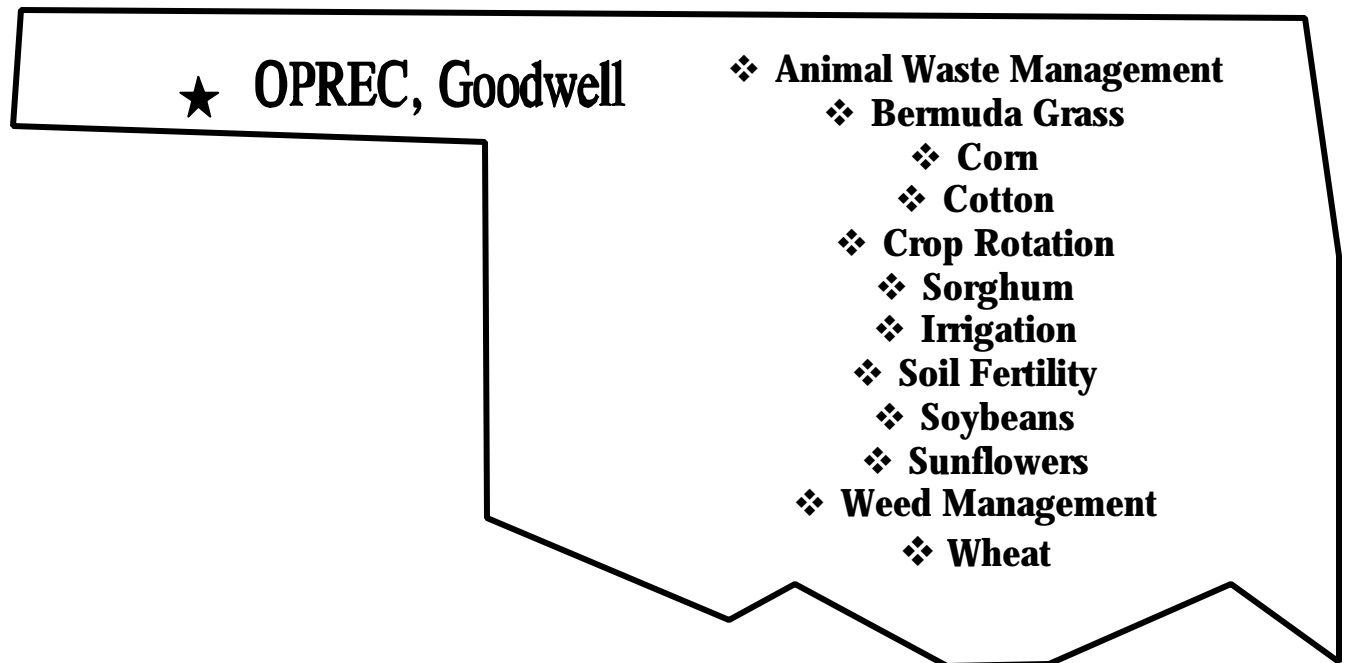 OPREC, Goodwell
❖ Animal Waste Management
❖ Bermuda Grass
❖ Corn
❖ Cotton
❖ Crop Rotation
❖ Sorghum
❖ Irrigation
❖ Soil Fertility
❖ Soybeans
❖ Sunflowers
❖ Weed Management
❖ Wheat